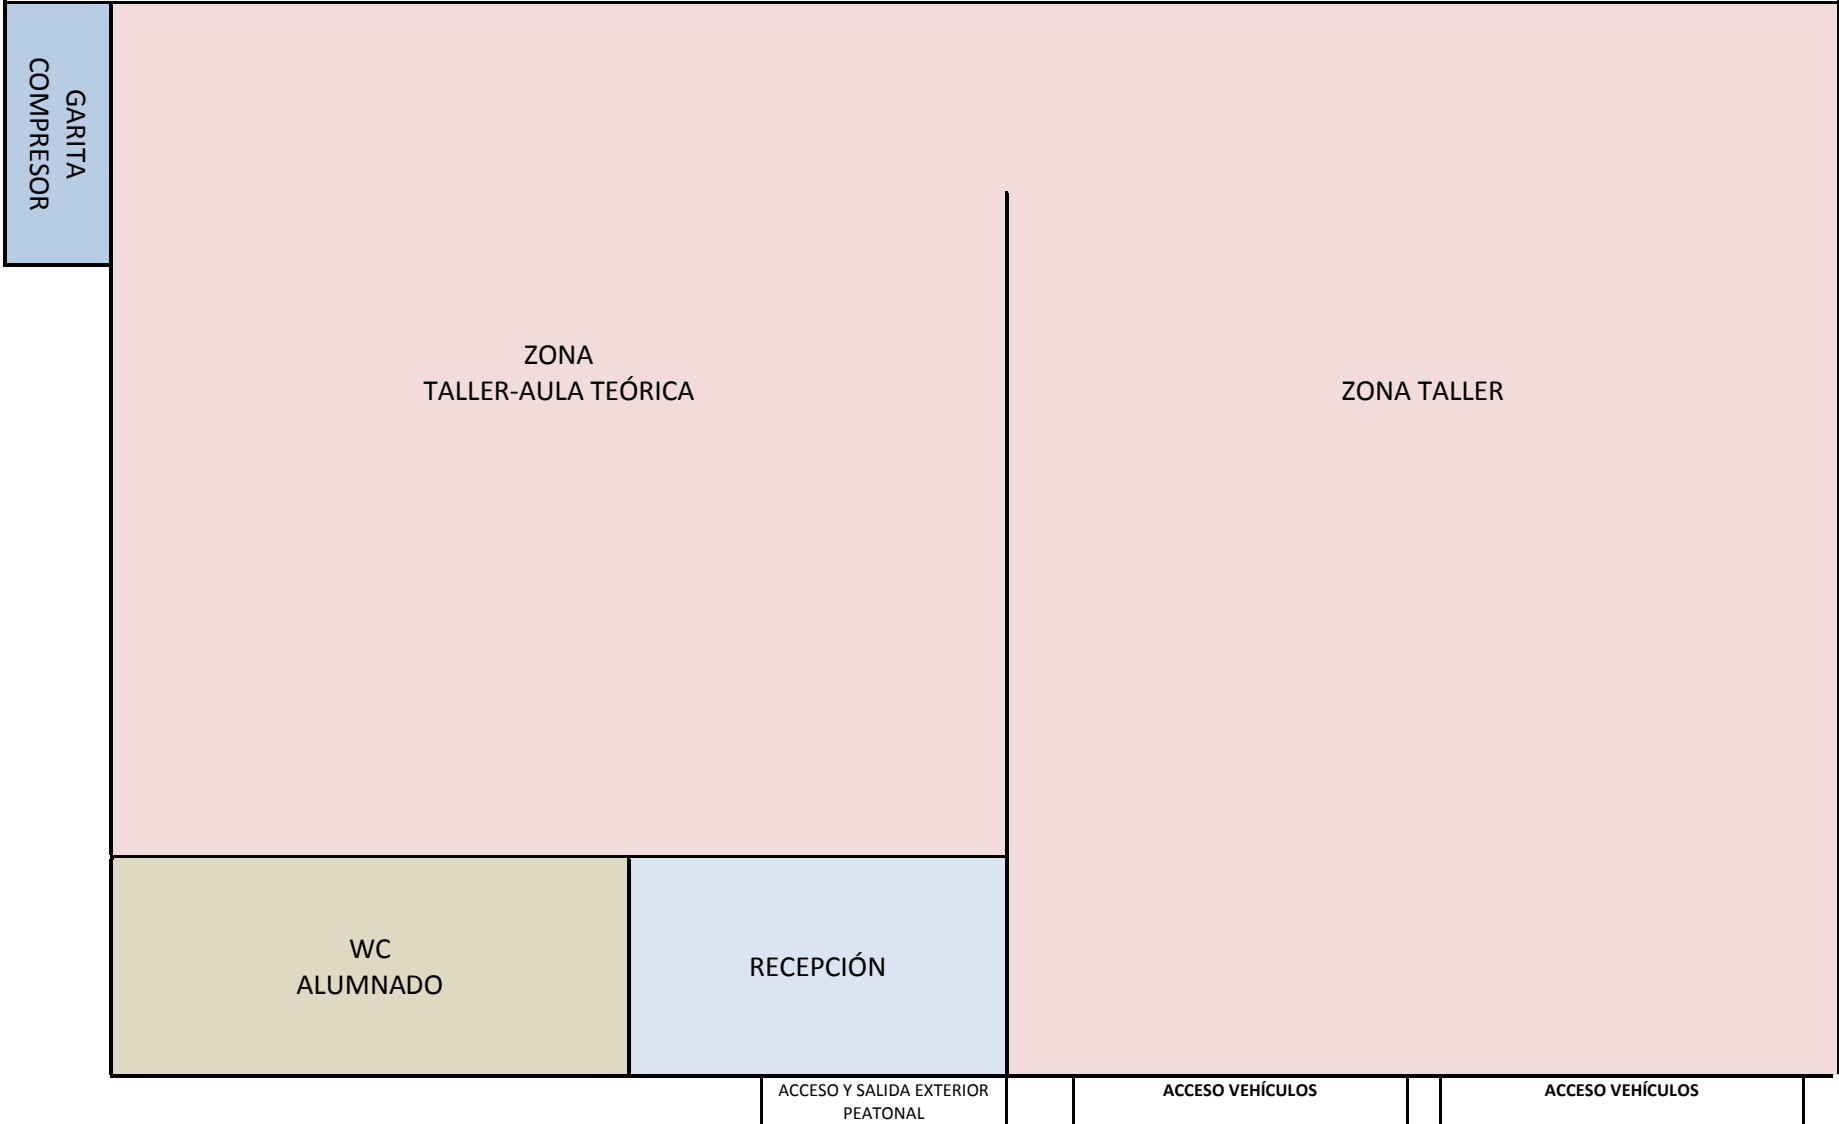 GARITA
COMPRESOR
ZONA
TALLER-AULA TEÓRICA
ZONA TALLER
WC
ALUMNADO
RECEPCIÓN
ACCESO Y SALIDA EXTERIOR
PEATONAL
ACCESO VEHÍCULOS
ACCESO VEHÍCULOS